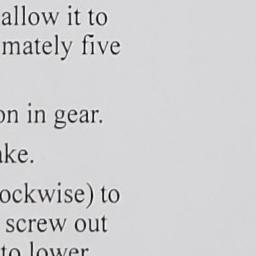 allow it to
mately five
on in gear.
ake.
ockwise) to
screw out
to lower